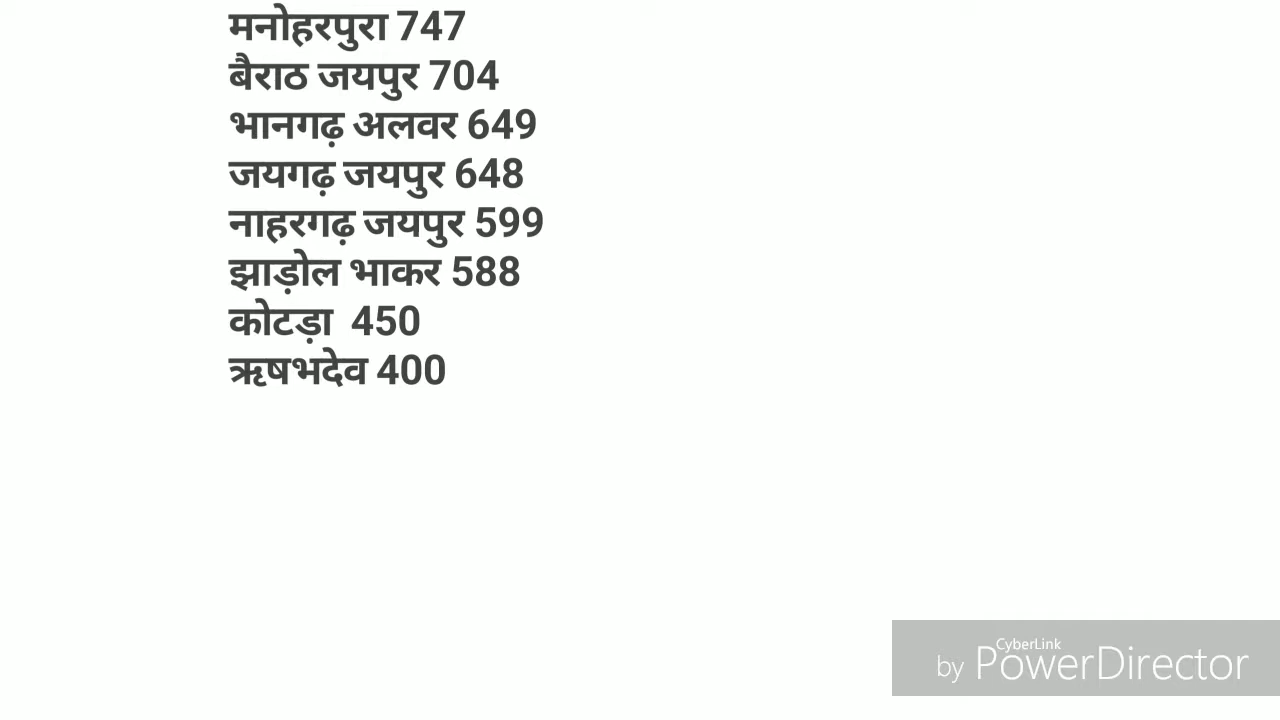 मनोहरपुरा 747
बैराठ जयपुर 704
भानगढ़ अलवर 649
जयगढ़ जयपुर 648
नाहरगढ़ जयपुर 599
झाड़ोल भाकर 588
कोटड़ा  450
ऋषभदेव 400
CyberLink
by PowerDirector